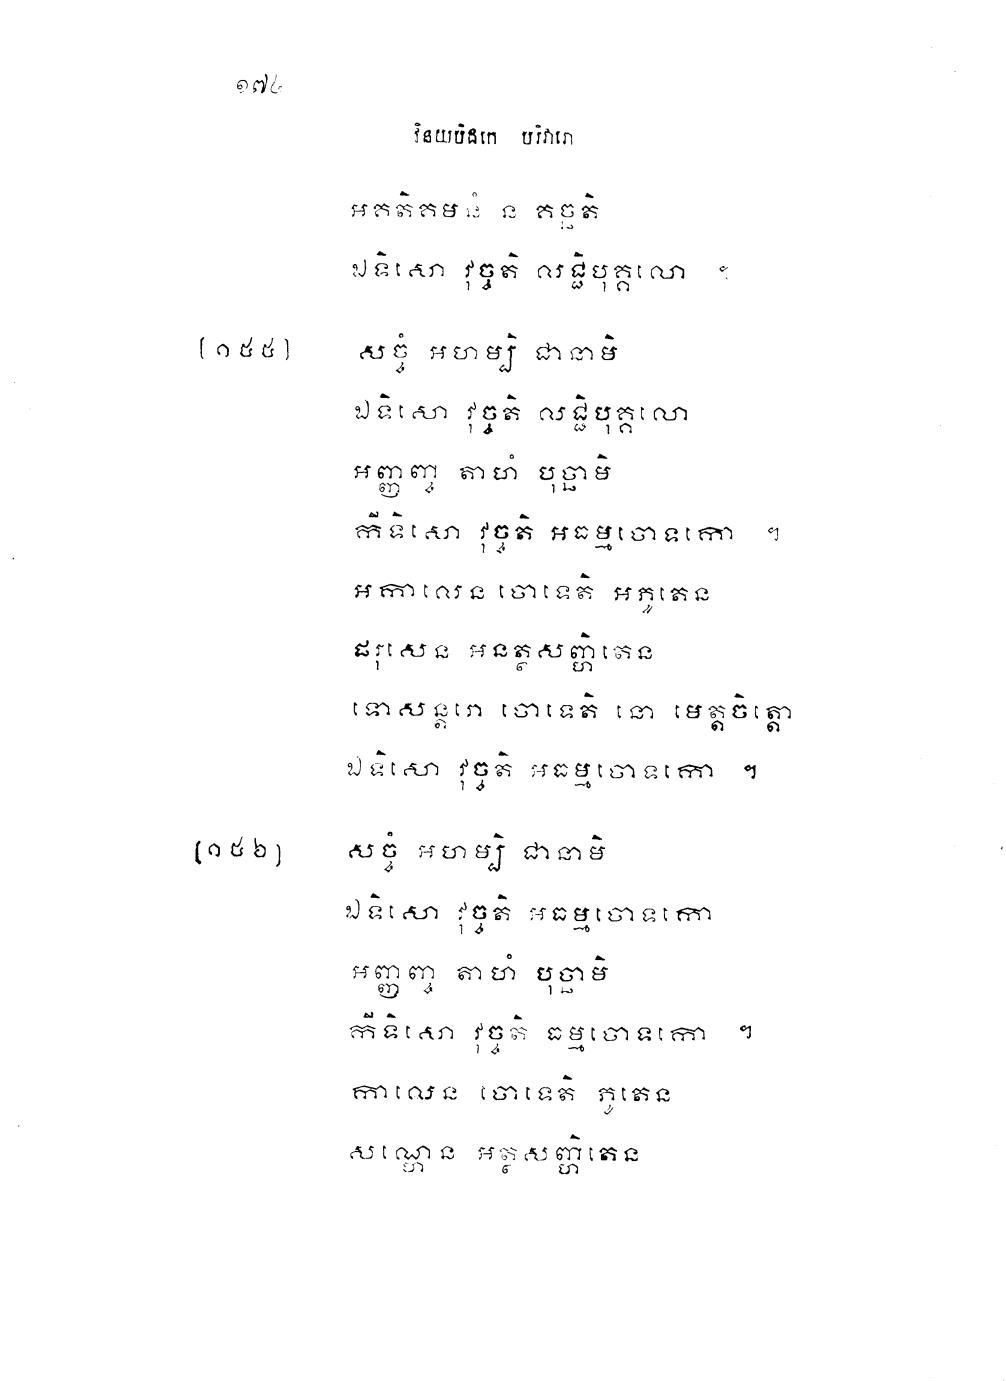 ១៧៤
វិនយបិដកេ បរិវារោ
អគតិគមនំ ន គច្ឆតិ
ឯទិសោ វុច្ចតិ លជ្ជិបុគ្គលោ ។
[១៥៥] សច្ចំ អហម្បិ ជានាមិ
ឯទិសោ វុច្ចតិ លជ្ជិបុគ្គលោ
អញ្ញញ្ច តាហំ បុច្ឆាមិ
កីទិសោ វុច្ចតិ អធម្មចោទកោ ។
អកាលេន ចោទេតិ អភូតេន
ផរុសេន អនត្ថសញ្ហិតេន
ទោសន្តរោ ចោទេតិ នោ មេត្តចិត្តោ
ឯទិសោ វុច្ចតិ អធម្មចោទកោ ។
[១៥៦] សច្ចំ អហម្បិ ជានាមិ
ឯទិសោ វុច្ចតិ អធម្មចោទកោ
អញ្ញញ្ច តាហំ បុច្ឆាមិ
កីទិសោ វុច្ចតិ ធម្មចោទកោ ។
កាលេន ចោទេតិ ភូតេន
សណ្ហេន អត្ថសញ្ហិតេន